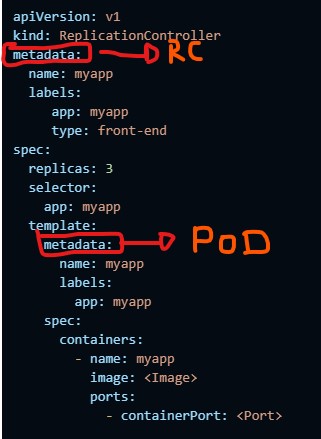 apiVersion: v1
kind: ReplicationController
metadata: RC
name: myapp
labels:
app: myapp
type: front-end
spec:
replicas: 3
selector:
app: myapp
template:
metadata: POD
name: myapp
labels:
app: myapp
spec:
containers:
- name: myapp
image: <Image>
ports:
- containerPort: <Port>